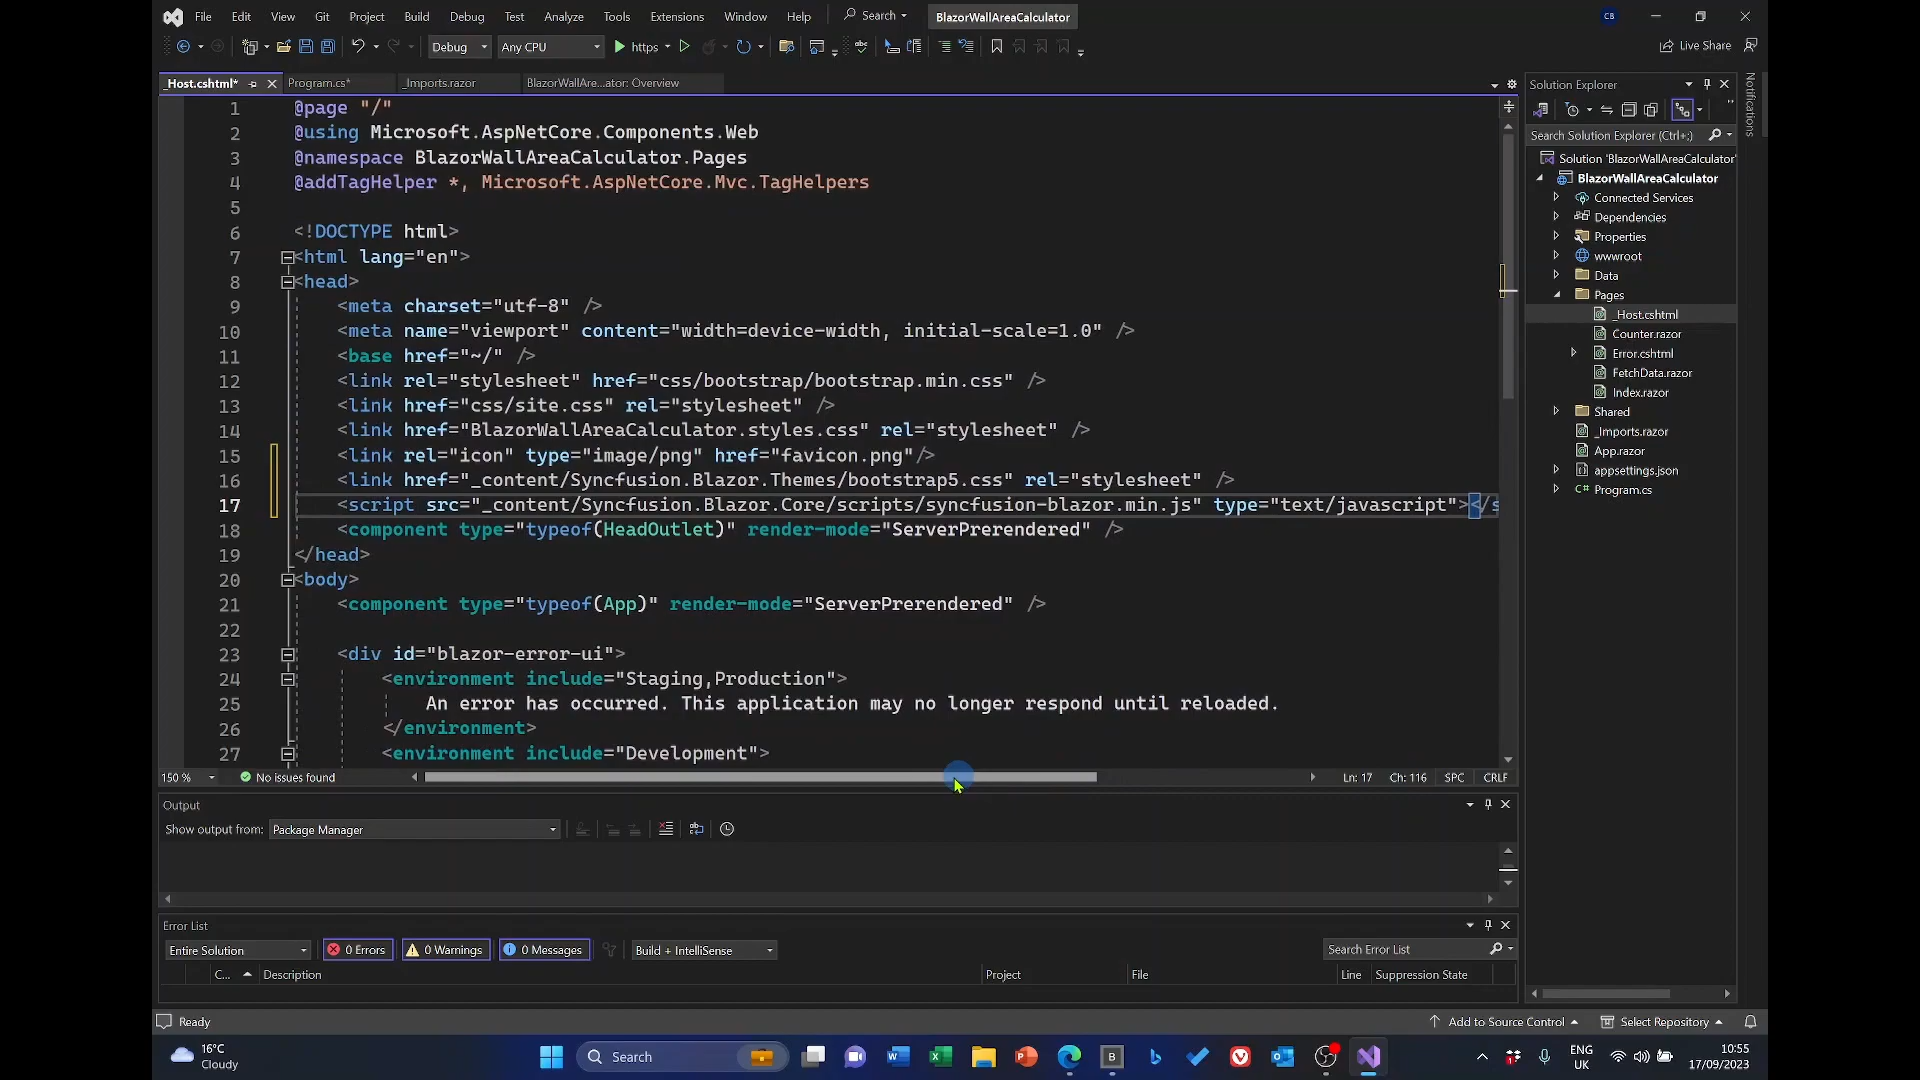 File Edit View Git Project Build Debug Test Analyze Tools Extensions Window Help Search BlazorWallAreaCalculator CB
Debug Any CPU https Live Share
_Host.cshtml* Program.cs* _Imports.razor BlazorWallAre...ator: Overview
1 @page "/"
2 @using Microsoft.AspNetCore.Components.Web
3 @namespace BlazorWallAreaCalculator.Pages
4 @addTagHelper *, Microsoft.AspNetCore.Mvc.TagHelpers
5
6 <!DOCTYPE html>
7 <html lang="en">
8 <head>
9 <meta charset="utf-8" />
10 <meta name="viewport" content="width=device-width, initial-scale=1.0" />
11 <base href="~/" />
12 <link rel="stylesheet" href="css/bootstrap/bootstrap.min.css" />
13 <link href="css/site.css" rel="stylesheet" />
14 <link href="BlazorWallAreaCalculator.styles.css" rel="stylesheet" />
15 <link rel="icon" type="image/png" href="favicon.png"/>
16 <link href="_content/Syncfusion.Blazor.Themes/bootstrap5.css" rel="stylesheet" />
17 <script src="_content/Syncfusion.Blazor.Core/scripts/syncfusion-blazor.min.js" type="text/javascript"></s
18 <component type="typeof(HeadOutlet)" render-mode="ServerPrerendered" />
19 </head>
20 <body>
21 <component type="typeof(App)" render-mode="ServerPrerendered" />
22
23 <div id="blazor-error-ui">
24 <environment include="Staging,Production">
25 An error has occurred. This application may no longer respond until reloaded.
26 </environment>
27 <environment include="Development">
150 % No issues found Ln: 17 Ch: 116 SPC CRLF
Output
Show output from: Package Manager
Error List
Entire Solution 0 Errors 0 Warnings 0 Messages Build + IntelliSense Search Error List
C... Description Project File Line Suppression State
Solution Explorer
Search Solution Explorer (Ctrl+;)
Solution 'BlazorWallAreaCalculator'
BlazorWallAreaCalculator
Connected Services
Dependencies
Properties
wwwroot
Data
Pages
_Host.cshtml
Counter.razor
Error.cshtml
FetchData.razor
Index.razor
Shared
_Imports.razor
App.razor
appsettings.json
C# Program.cs
Notifications
Ready Add to Source Control Select Repository
16°C
Cloudy
Search
ENG
UK
10:55
17/09/2023